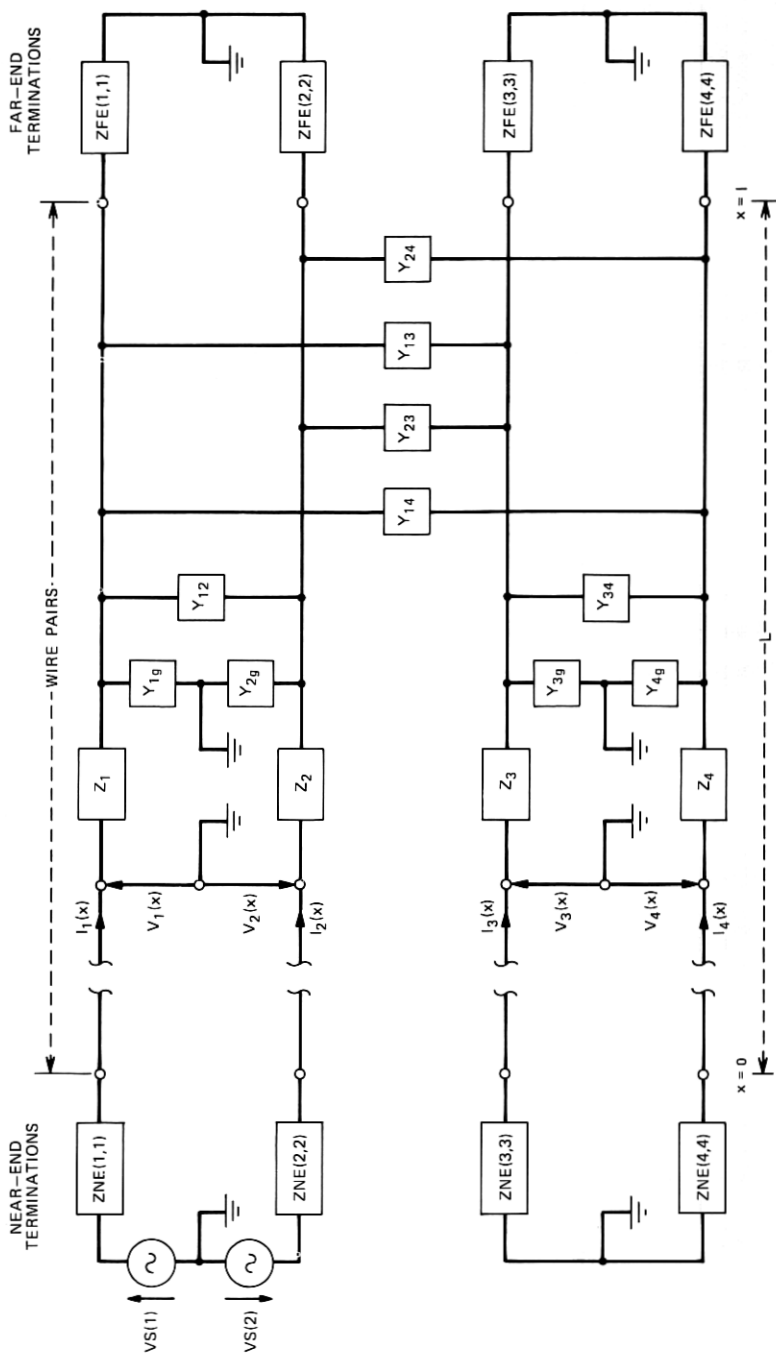 NEAR—END
TERMINATIONS
WIRE PAIRS
FAR—END
TERMINATIONS
VS(1)
VS(2)
ZNE(1,1)
ZNE(2,2)
I1(x)
V1(x)
V2(x)
I2(x)
Z1
Z2
Y1g
Y2g
Y12
Y14
Y23
Y13
Y24
ZFE(1,1)
ZFE(2,2)
ZNE(3,3)
ZNE(4,4)
I3(x)
V3(x)
V4(x)
I4(x)
Z3
Z4
Y3g
Y4g
Y34
ZFE(3,3)
ZFE(4,4)
x = 0
L
x = l